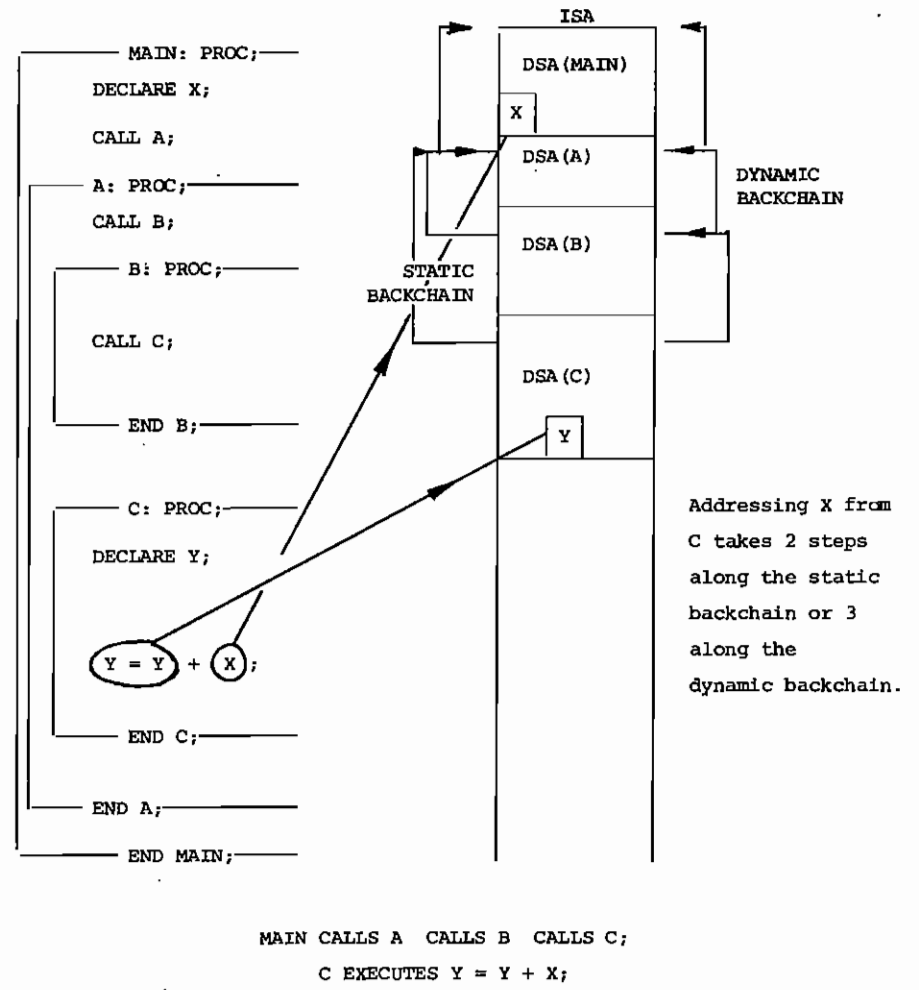 MAIN: PROC;
DECLARE X;
CALL A;
A: PROC;
CALL B;
B: PROC;
CALL C;
END B;
C: PROC;
DECLARE Y;
Y = Y + X;
END C;
END A;
END MAIN;
ISA
DSA(MAIN)
X
DSA(A)
DSA(B)
DSA(C)
Y
STATIC
BACKCHAIN
DYNAMIC
BACKCHAIN
Addressing X from
C takes 2 steps
along the static
backchain or 3
along the
dynamic backchain.
MAIN CALLS A CALLS B CALLS C;
C EXECUTES Y = Y + X;